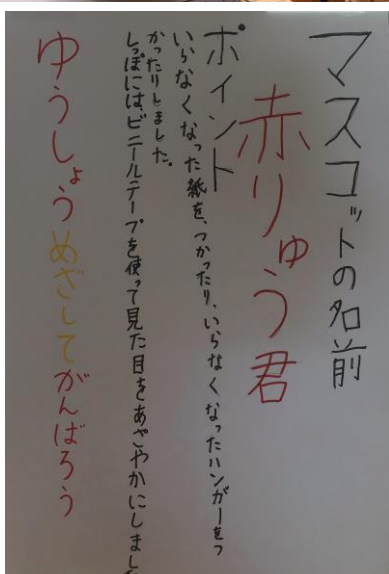 マスコットの名前
赤りゅう君
ポイント
いらなくなった紙を、つかったり、いらなくなったハンガーをつ
かったりしました。
しっぽには、ビニールテープを使って見た目をあざやかにしました
ゆうしょうめざしてがんばろう